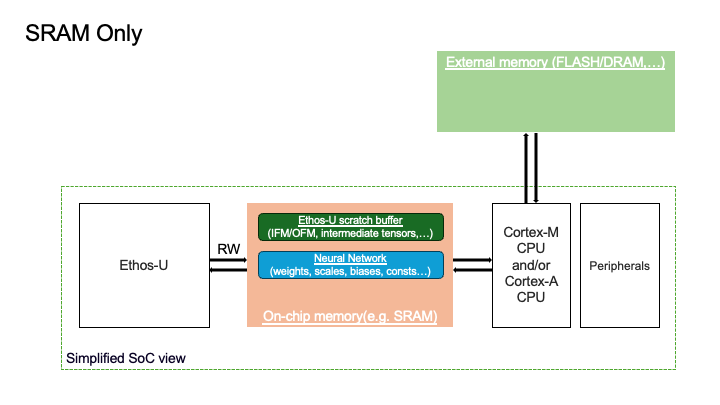 SRAM Only
External memory (FLASH/DRAM,...)
Ethos-U
RW
Ethos-U scratch buffer
(IFM/OFM, intermediate tensors,...)
Neural Network
(weights, scales, biases, consts...)
On-chip memory(e.g. SRAM)
Cortex-M
CPU
and/or
Cortex-A
CPU
Peripherals
Simplified SoC view